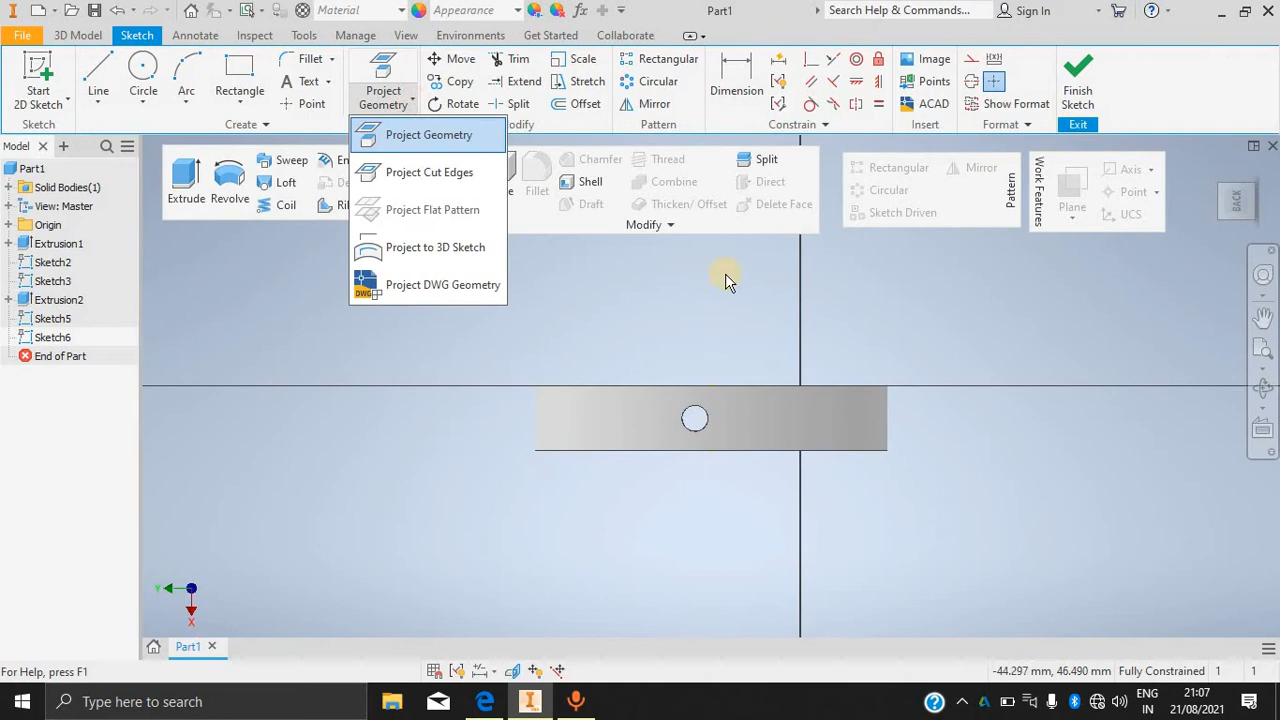 Material
Appearance
fx
Part1
Search Help & Commands...
Sign In
File
3D Model
Sketch
Annotate
Inspect
Tools
Manage
View
Environments
Get Started
Collaborate
Start
2D Sketch
Line
Circle
Arc
Rectangle
Fillet
Text
A
Point
Project
Geometry
Move
Copy
Rotate
Trim
Extend
Split
Scale
Stretch
Offset
Rectangular
Circular
Mirror
Dimension
Image
Points
ACAD
Show Format
Finish
Sketch
Sketch
Create
Modify
Pattern
Constrain
Insert
Format
Exit
Project Geometry
Project Cut Edges
Project Flat Pattern
Project to 3D Sketch
Project DWG Geometry
DWG
Model
Part1
Solid Bodies(1)
View: Master
Origin
Extrusion1
Sketch2
Sketch3
Extrusion2
Sketch5
Sketch6
End of Part
Extrude
Revolve
Sweep
Loft
Coil
Fillet
Chamfer
Shell
Draft
Thread
Combine
Thicken/ Offset
Split
Direct
Delete Face
Modify
Rectangular
Circular
Sketch Driven
Mirror
Pattern
Work Features
Plane
Axis
Point
UCS
BACK
Y
X
Part1
For Help, press F1
-44.297 mm, 46.490 mm
Fully Constrained
1
1
Type here to search
ENG
IN
21:07
21/08/2021